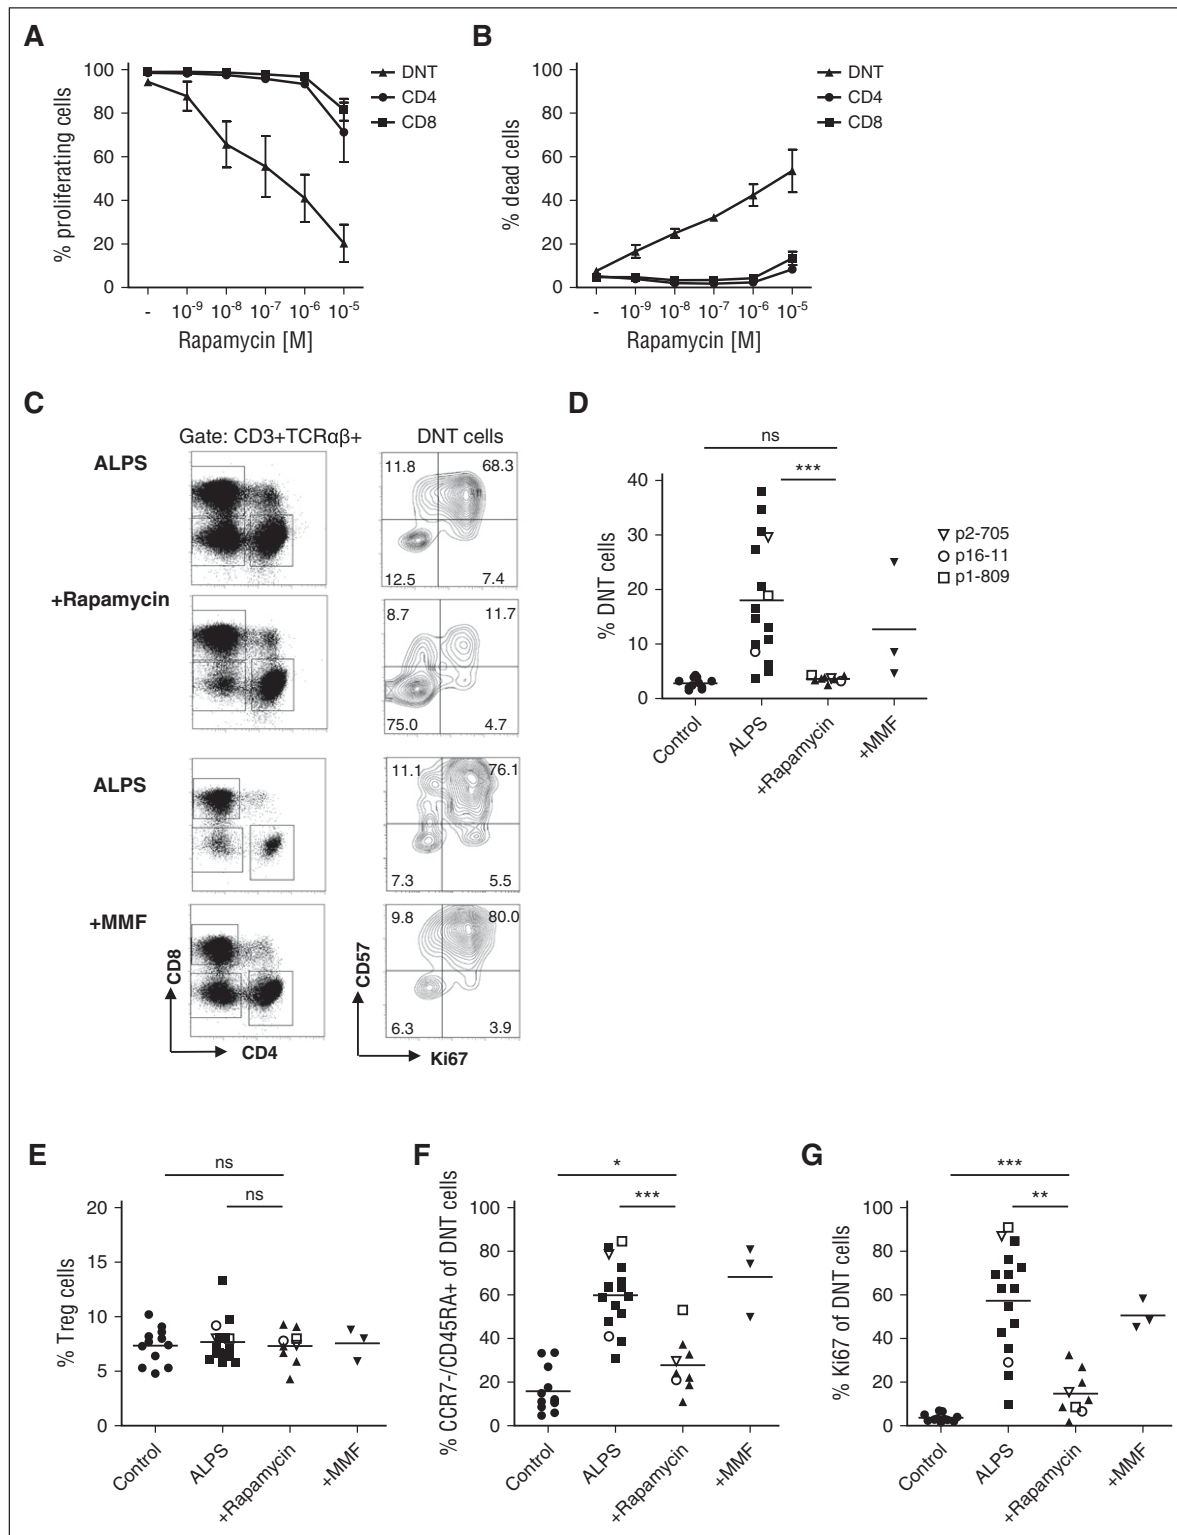 A
% proliferating cells
100
80
60
40
20
0
- 10⁻⁹ 10⁻⁸ 10⁻⁷ 10⁻⁶ 10⁻⁵
Rapamycin [M]
DNT
CD4
CD8
B
% dead cells
100
80
60
40
20
0
- 10⁻⁹ 10⁻⁸ 10⁻⁷ 10⁻⁶ 10⁻⁵
Rapamycin [M]
DNT
CD4
CD8
C
Gate: CD3+TCRαβ+ DNT cells
ALPS
11.8 68.3
12.5 7.4
+Rapamycin
8.7 11.7
75.0 4.7
ALPS
11.1 76.1
7.3 5.5
+MMF
9.8 80.0
6.3 3.9
CD8
CD4
CD57
Ki67
D
ns
***
% DNT cells
40
30
20
10
0
Control ALPS +Rapamycin +MMF
p2-705
p16-11
p1-809
E
ns
ns
% Treg cells
20
15
10
5
0
Control ALPS +Rapamycin +MMF
F
*
***
% CCR7-/CD45RA+ of DNT cells
100
80
60
40
20
0
Control ALPS +Rapamycin +MMF
G
***
**
% Ki67 of DNT cells
100
80
60
40
20
0
Control ALPS +Rapamycin +MMF